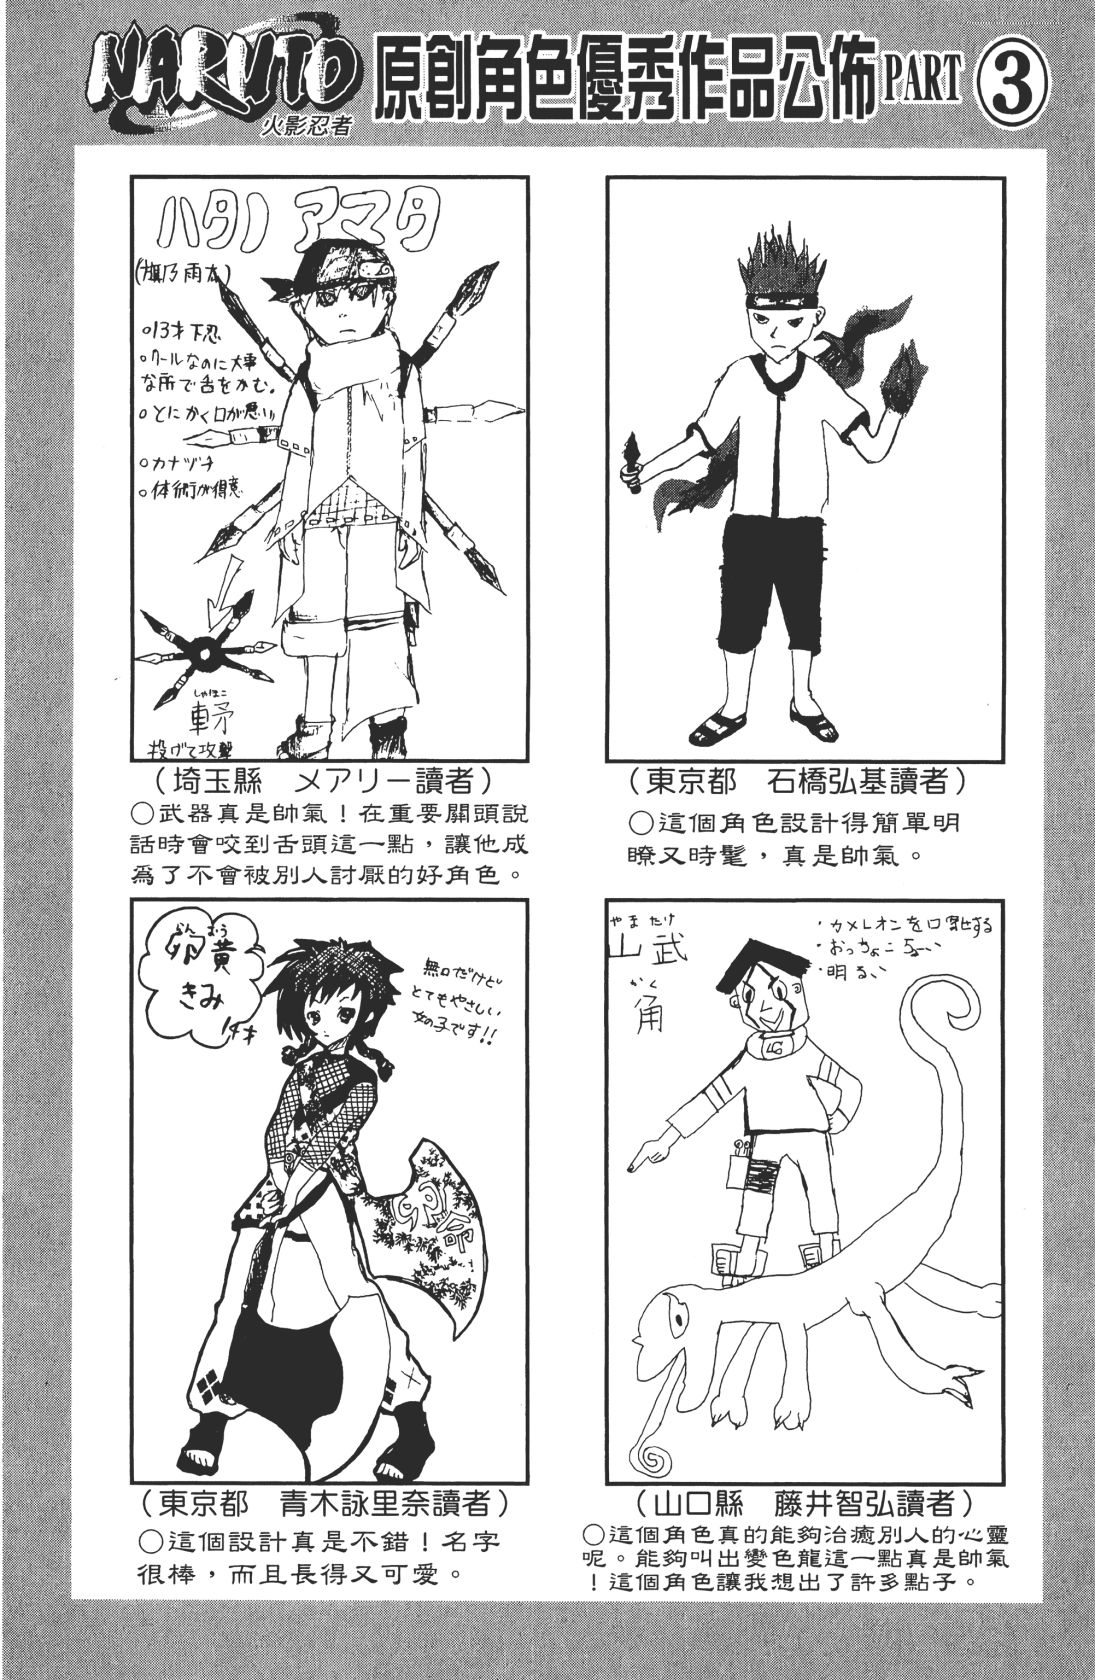 NARUTO
火影忍者
原創角色優秀作品公佈PART③
ハタノ アマタ
(旗乃雨太)
○13才 下忍
○クールなのに大事
な所で舌をかむ。
○とにかく口が悪い
○カナヅチ
○体術が得意
しゃほこ
車矛
投げて攻撃
(埼玉縣 メアリー讀者)
○武器真是帥氣！在重要關頭說
話時會咬到舌頭這一點，讓他成
為了不會被別人討厭的好角色。
(東京都 石橋弘基讀者)
○這個角色設計得簡單明
瞭又時髦，真是帥氣。
らん おう
卵黄
きみ
14才
無口だけど
とてもやさしい
女の子です!!
卵命
(東京都 青木詠里奈讀者)
○這個設計真是不錯！名字
很棒，而且長得又可愛。
やま たけ
山 武
かく
角
・カメレオンを口寄せする
・おっちょこちょい
・明るい
(山口縣 藤井智弘讀者)
○這個角色真的能夠治癒別人的心靈
呢。能夠叫出變色龍這一點真是帥氣
！這個角色讓我想出了許多點子。